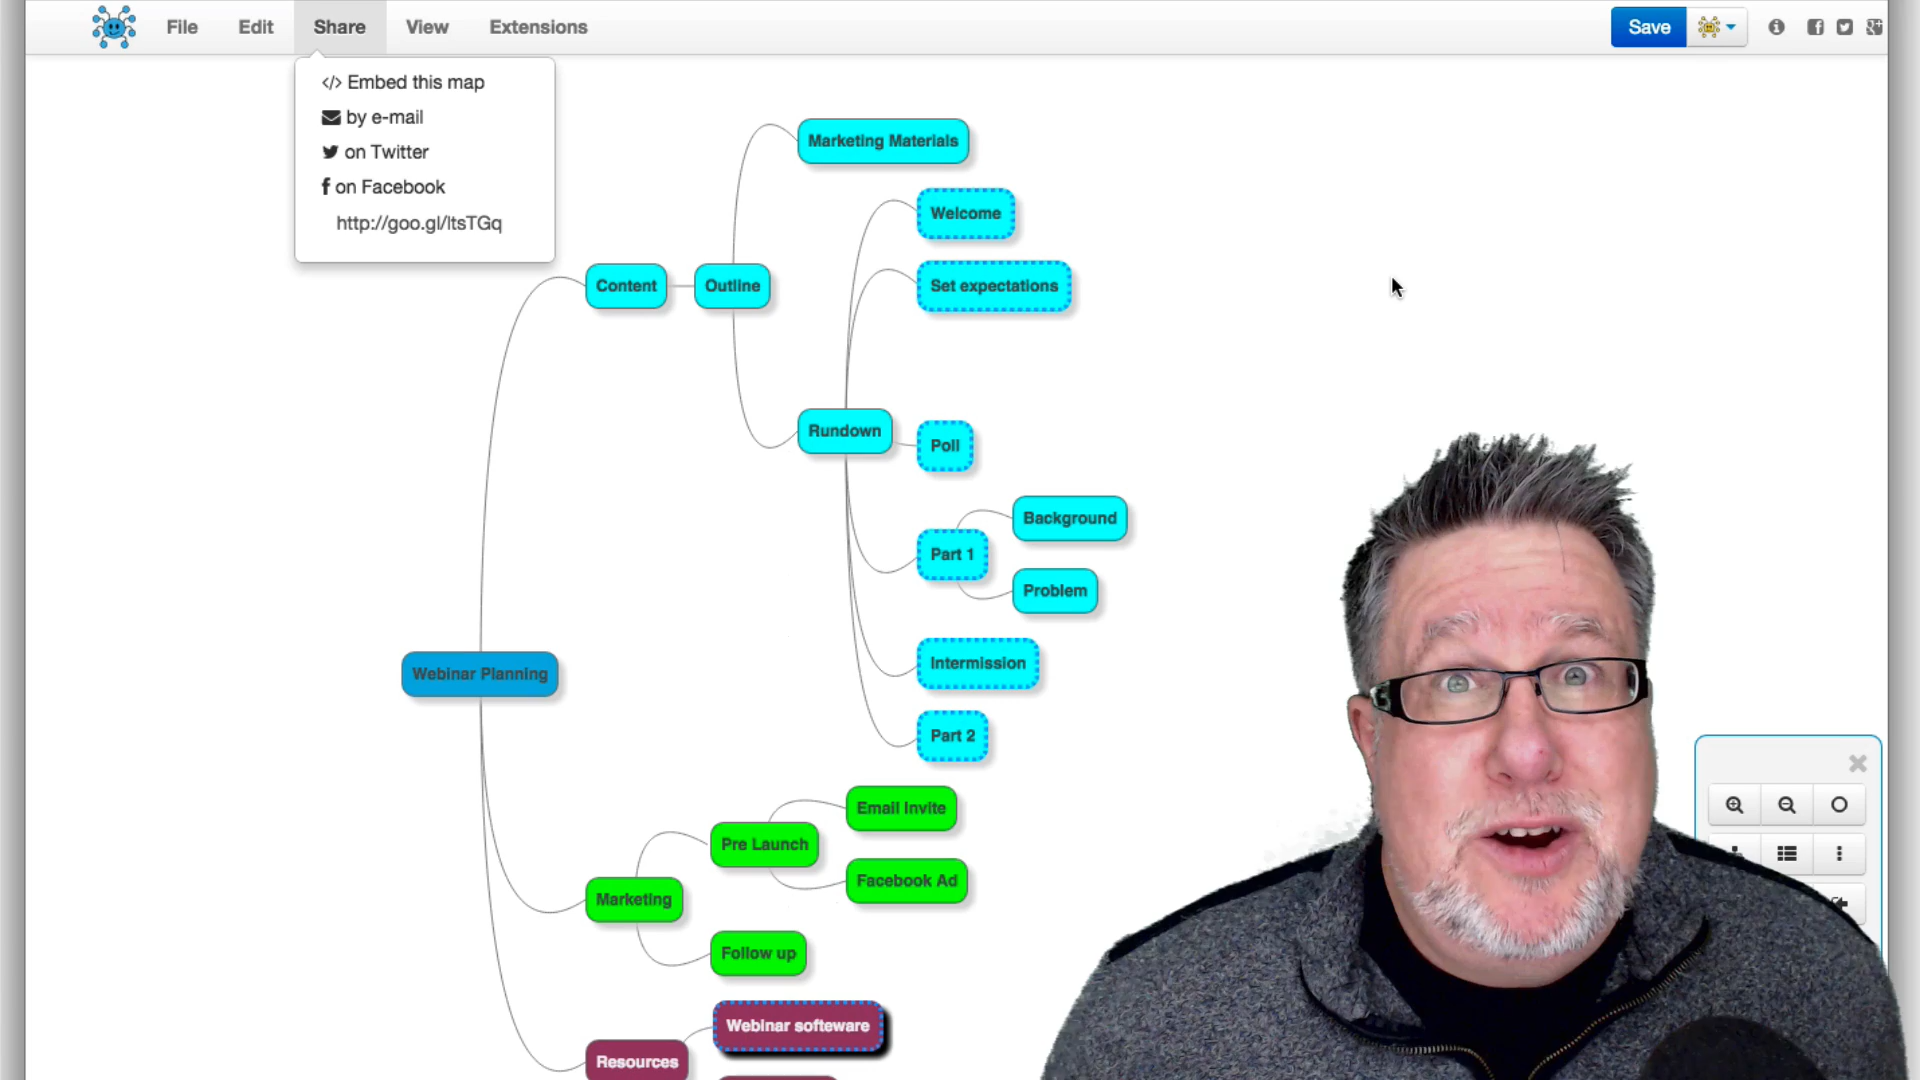 File
Edit
Share
View
Extensions
Save
Embed this map
by e-mail
on Twitter
on Facebook
http://goo.gl/ltsTGq
Marketing Materials
Welcome
Content
Outline
Set expectations
Rundown
Poll
Background
Part 1
Problem
Intermission
Webinar Planning
Part 2
Email Invite
Pre Launch
Facebook Ad
Marketing
Follow up
Webinar softeware
Resources